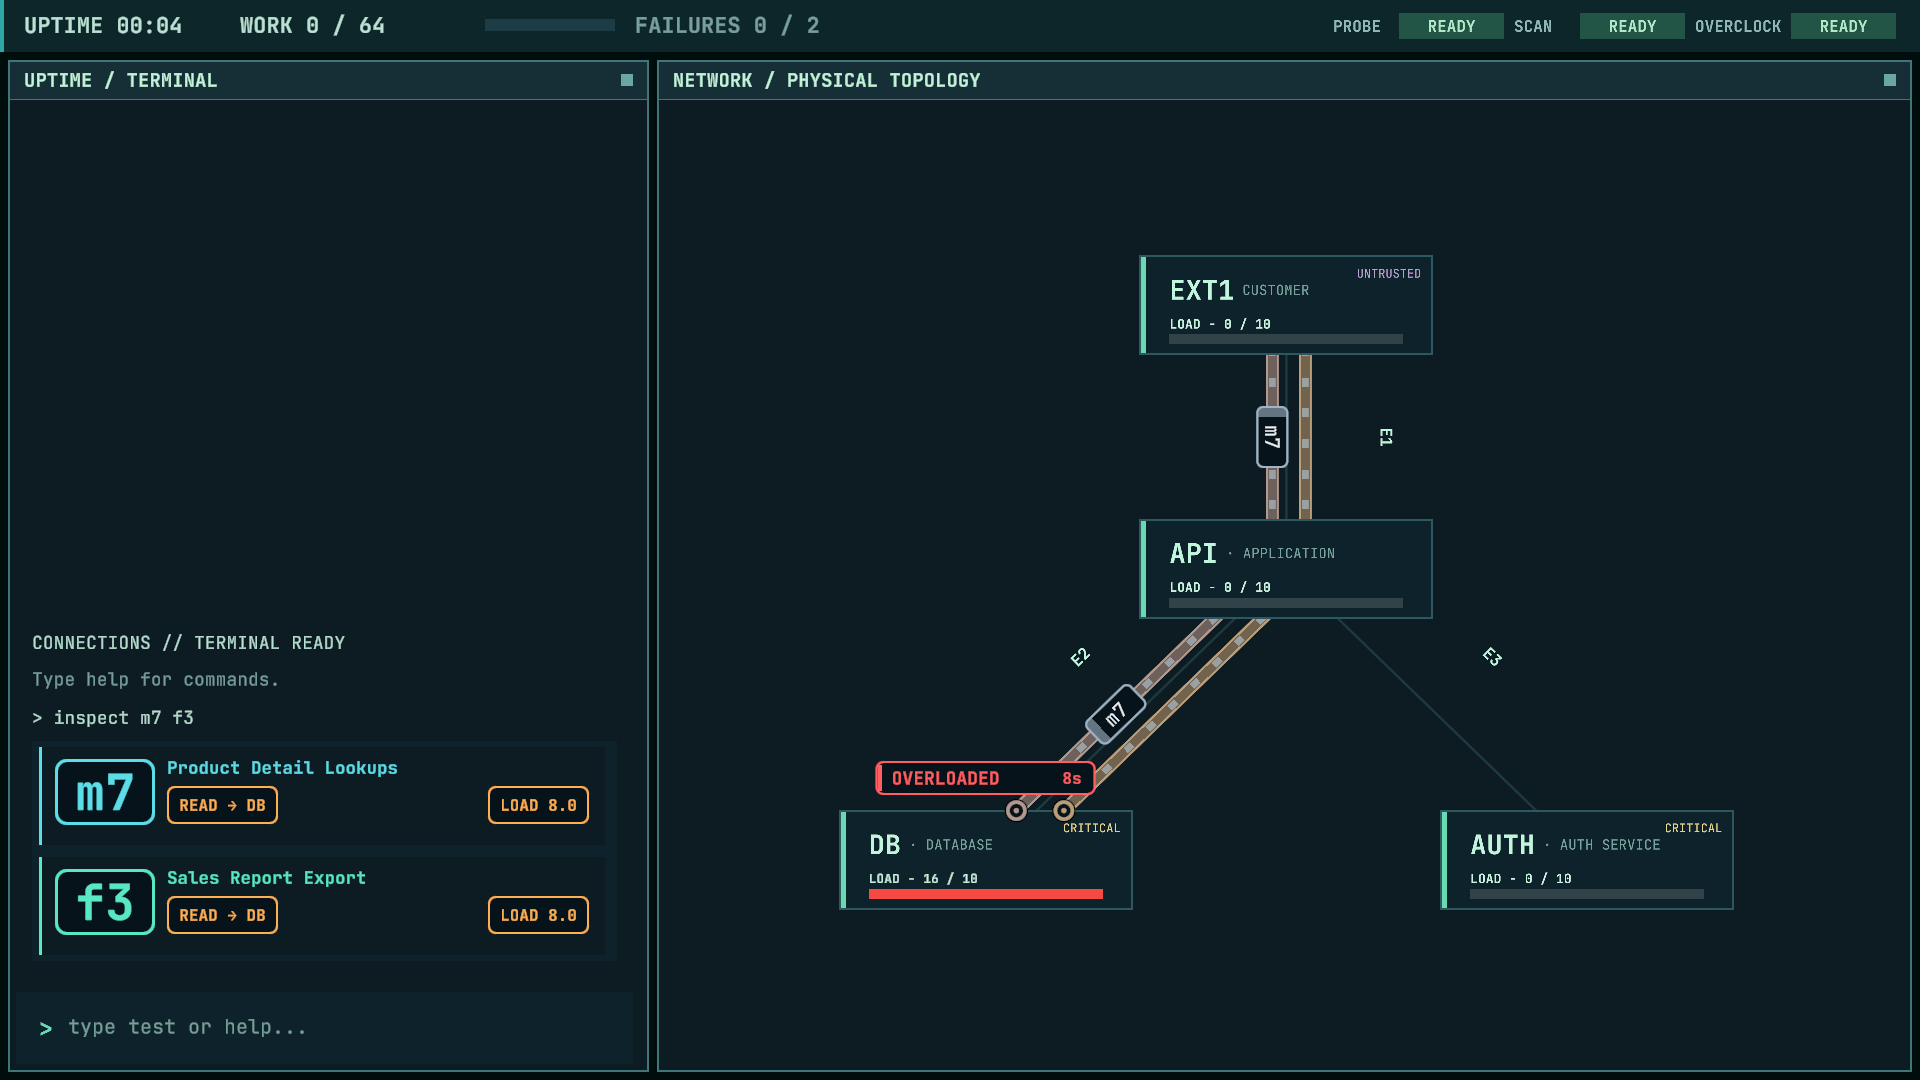 UPTIME 00:04 WORK 0 / 64 FAILURES 0 / 2 PROBE READY SCAN READY OVERCLOCK READY
UPTIME / TERMINAL
CONNECTIONS // TERMINAL READY
Type help for commands.
> inspect m7 f3
m7 Product Detail Lookups
READ → DB LOAD 8.0
f3 Sales Report Export
READ → DB LOAD 8.0
> type test or help...
NETWORK / PHYSICAL TOPOLOGY
UNTRUSTED
EXT1 CUSTOMER
LOAD - 0 / 10
m7
E1
API · APPLICATION
LOAD - 0 / 10
E2
E3
m7
OVERLOADED 8s
CRITICAL
DB · DATABASE
LOAD - 16 / 10
CRITICAL
AUTH · AUTH SERVICE
LOAD - 0 / 10